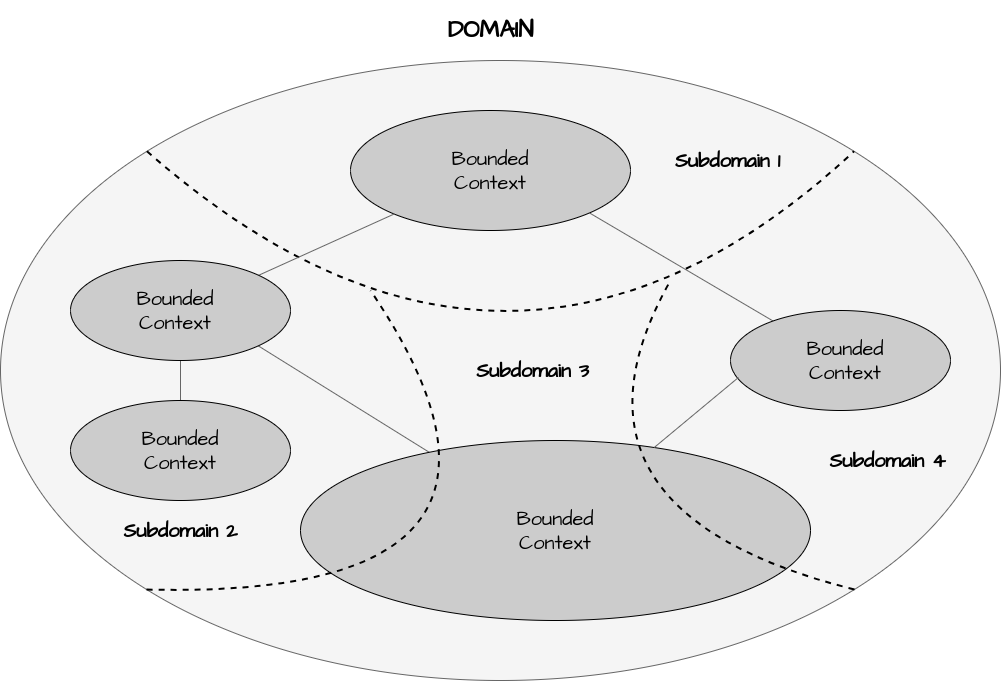 DOMAIN
Bounded
Context
Subdomain 1
Bounded
Context
Bounded
Context
Subdomain 3
Bounded
Context
Subdomain 4
Subdomain 2
Bounded
Context